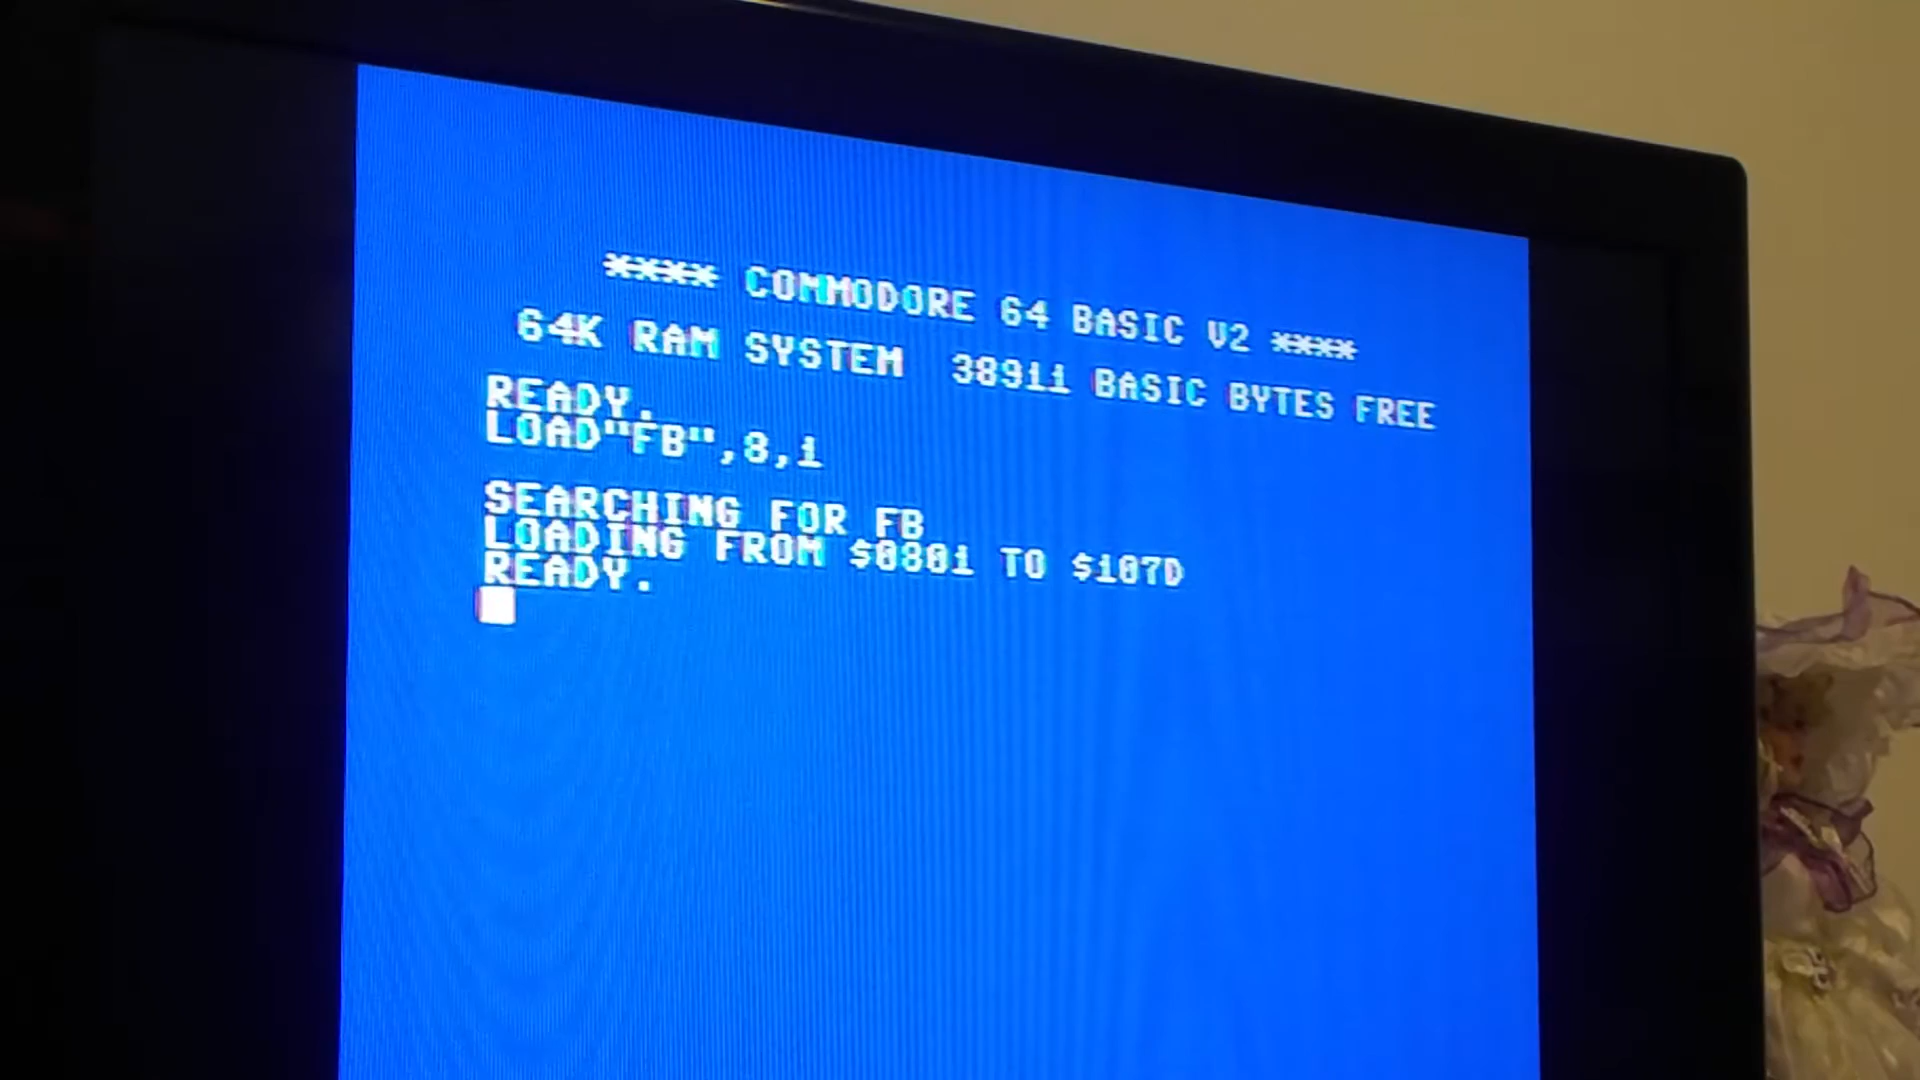 **** COMMODORE 64 BASIC V2 ****
64K RAM SYSTEM  38911 BASIC BYTES FREE
READY.
LOAD"FB",8,1
SEARCHING FOR FB
LOADING FROM $0801 TO $107D
READY.